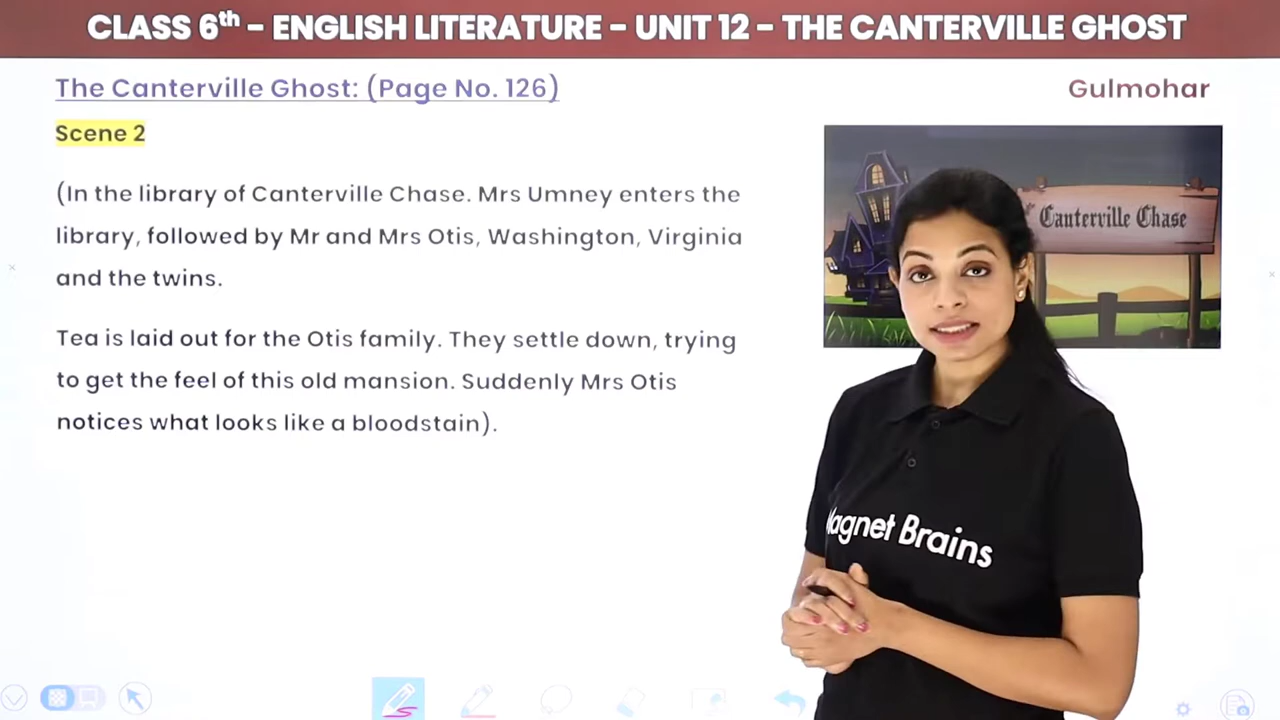 CLASS 6th – ENGLISH LITERATURE – UNIT 12 – THE CANTERVILLE GHOST
The Canterville Ghost: (Page No. 126)
Gulmohar
Scene 2
(In the library of Canterville Chase. Mrs Umney enters the
library, followed by Mr and Mrs Otis, Washington, Virginia
and the twins.
Tea is laid out for the Otis family. They settle down, trying
to get the feel of this old mansion. Suddenly Mrs Otis
notices what looks like a bloodstain).
Canterville Chase
Magnet Brains